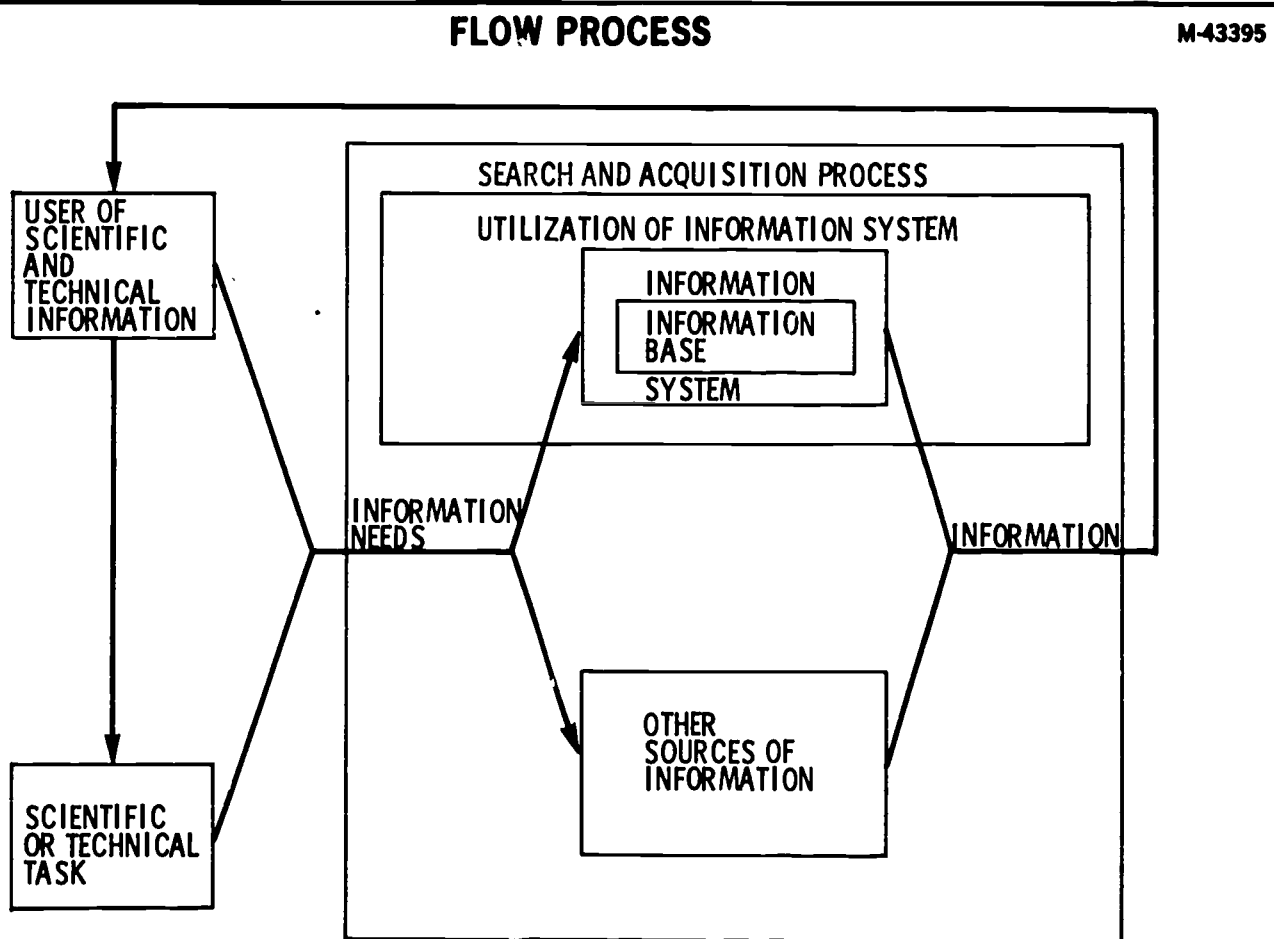 FLOW PROCESS
M-43395
SEARCH AND ACQUISITION PROCESS
UTILIZATION OF INFORMATION SYSTEM
USER OF
SCIENTIFIC
AND
TECHNICAL
INFORMATION
INFORMATION
INFORMATION
BASE
SYSTEM
INFORMATION
NEEDS
INFORMATION
OTHER
SOURCES OF
INFORMATION
SCIENTIFIC
OR TECHNICAL
TASK